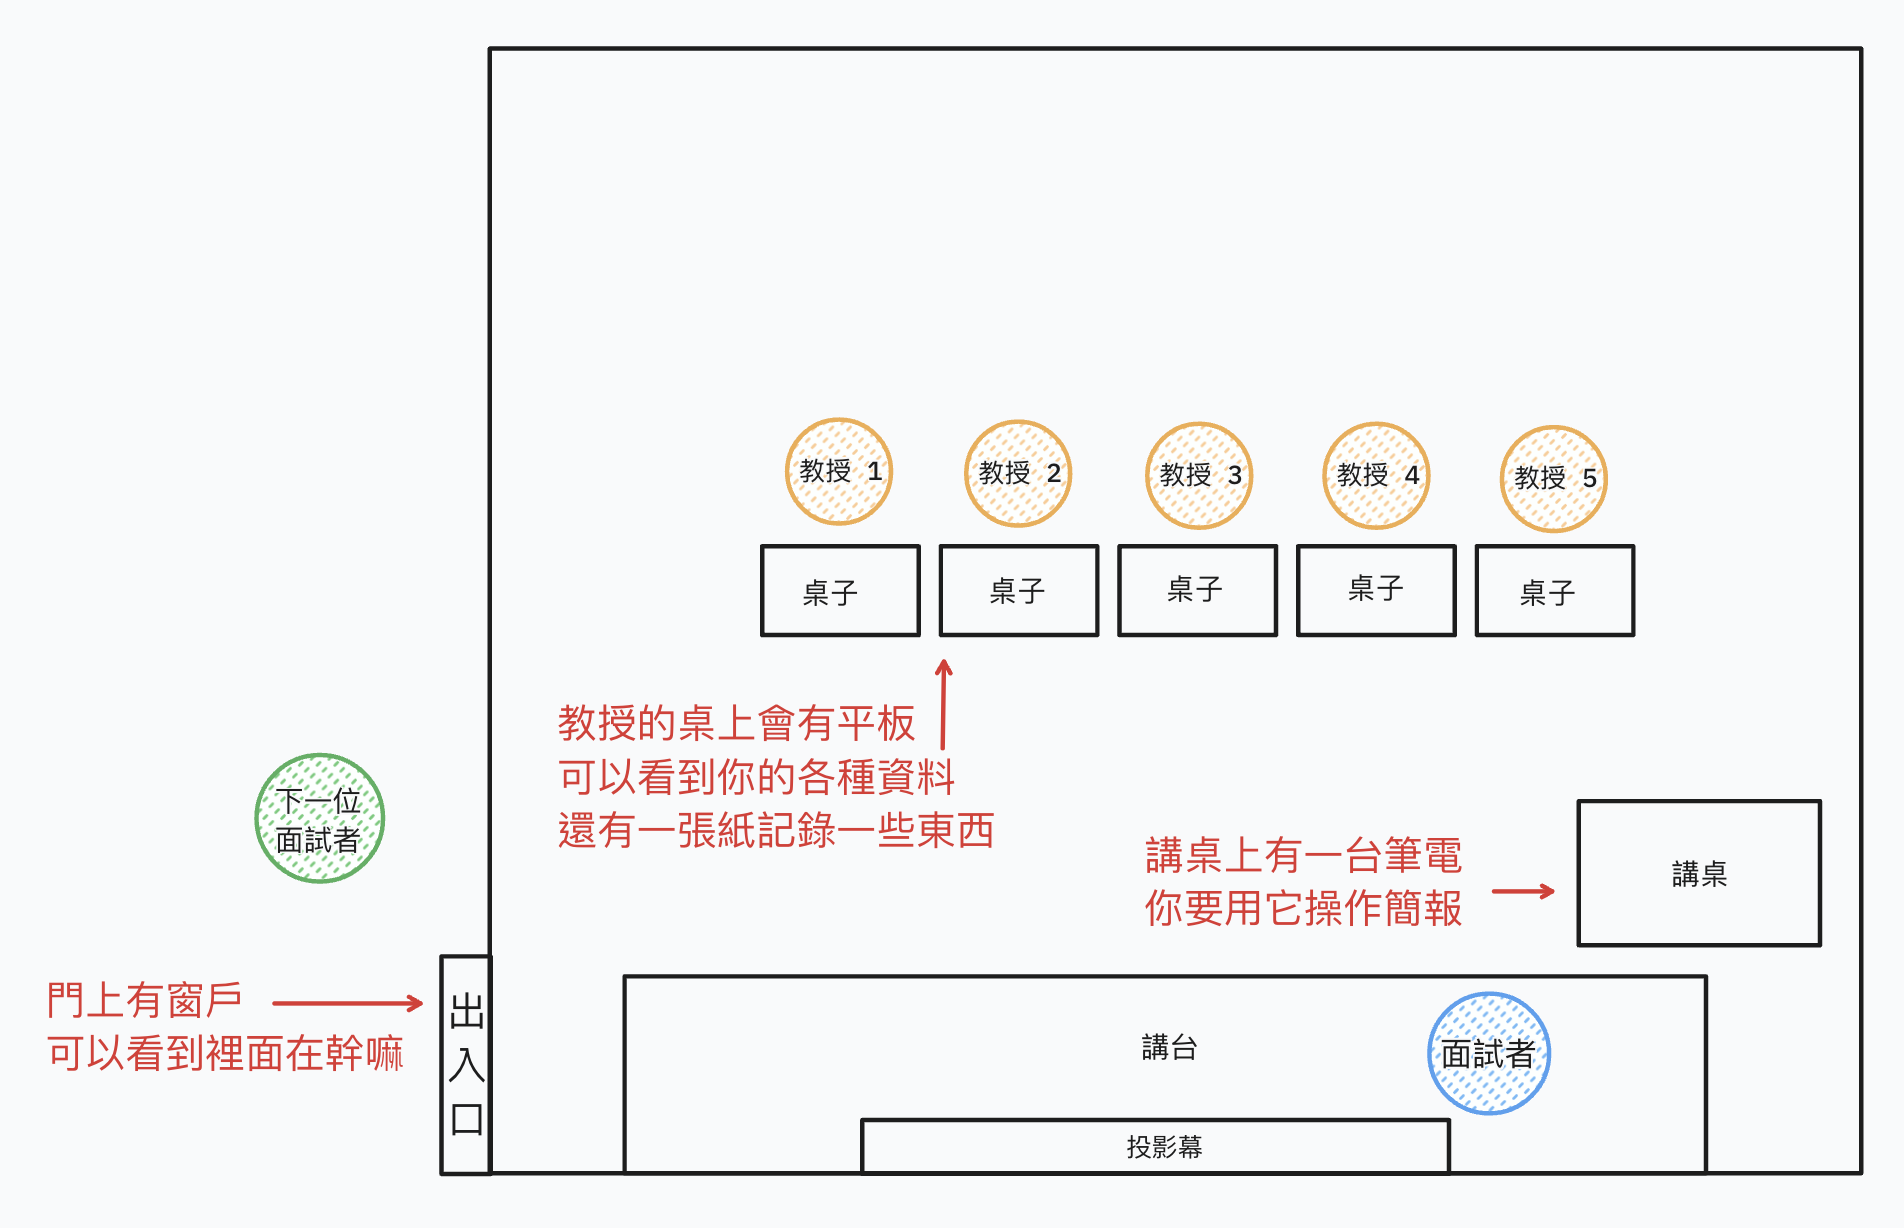 教授 1
教授 2
教授 3
教授 4
教授 5
桌子
桌子
桌子
桌子
桌子
教授的桌上會有平板
可以看到你的各種資料
還有一張紙記錄一些東西
下一位
面試者
講桌上有一台筆電
你要用它操作簡報
講桌
門上有窗戶
可以看到裡面在幹嘛
出
入
口
講台
面試者
投影幕